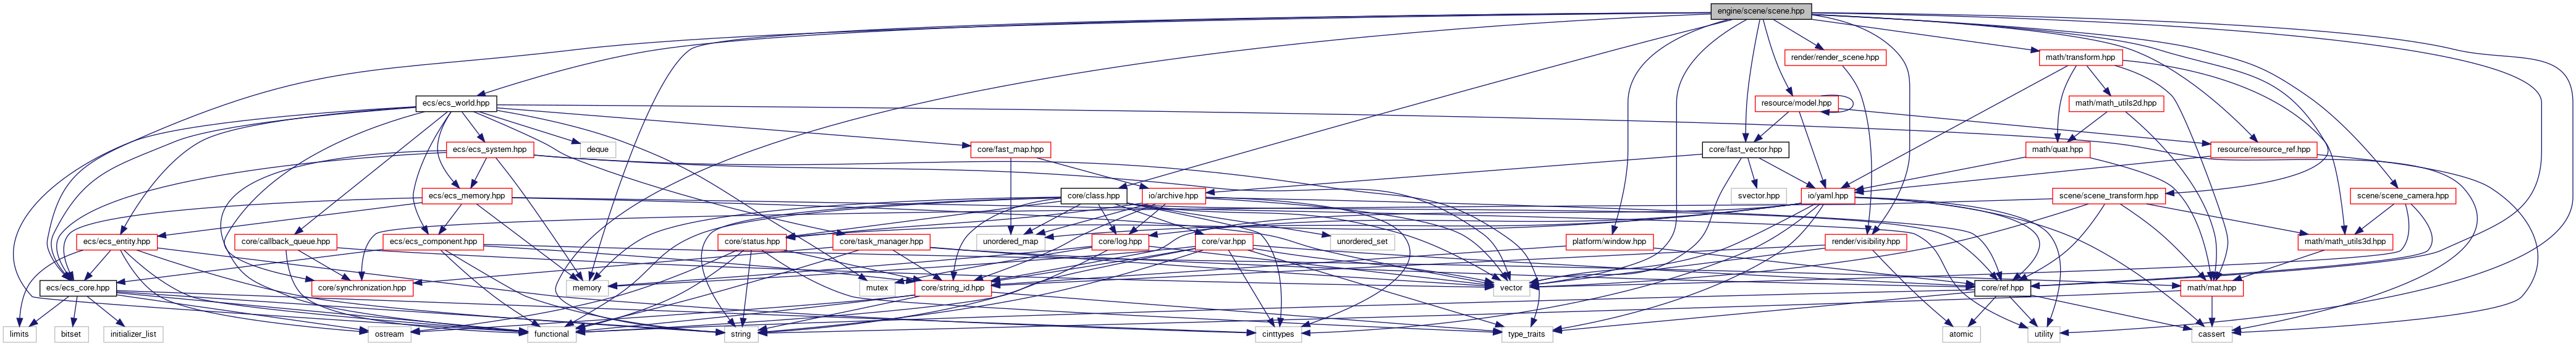 engine/scene/scene.hpp
render/render_scene.hpp
math/transform.hpp
ecs/ecs_world.hpp
resource/model.hpp
math/math_utils2d.hpp
ecs/ecs_system.hpp
deque
core/fast_map.hpp
core/fast_vector.hpp
math/quat.hpp
resource/resource_ref.hpp
ecs/ecs_memory.hpp
core/class.hpp
io/archive.hpp
svector.hpp
io/yaml.hpp
scene/scene_transform.hpp
scene/scene_camera.hpp
ecs/ecs_entity.hpp
core/callback_queue.hpp
ecs/ecs_component.hpp
core/status.hpp
core/task_manager.hpp
unordered_map
core/log.hpp
core/var.hpp
unordered_set
platform/window.hpp
render/visibility.hpp
math/math_utils3d.hpp
ecs/ecs_core.hpp
core/synchronization.hpp
memory
mutex
core/string_id.hpp
vector
core/ref.hpp
math/mat.hpp
limits
bitset
initializer_list
ostream
functional
string
cinttypes
type_traits
atomic
utility
cassert